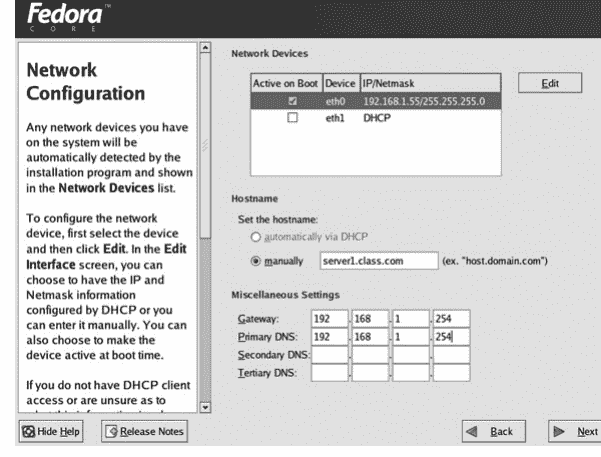 Fedora™
CORE
Network
Configuration
Any network devices you have
on the system will be
automatically detected by the
installation program and shown
in the Network Devices list.
To configure the network
device, first select the device
and then click Edit. In the Edit
Interface screen, you can
choose to have the IP and
Netmask information
configured by DHCP or you
can enter it manually. You can
also choose to make the
device active at boot time.
If you do not have DHCP client
access or are unsure as to
Network Devices
Active on Boot Device IP/Netmask
eth0 192.168.1.55/255.255.255.0
eth1 DHCP
Edit
Hostname
Set the hostname:
automatically via DHCP
manually server1.class.com (ex. "host.domain.com")
Miscellaneous Settings
Gateway: 192 . 168 . 1 . 254
Primary DNS: 192 . 168 . 1 . 254
Secondary DNS: . . .
Tertiary DNS: . . .
Hide Help
Release Notes
Back
Next